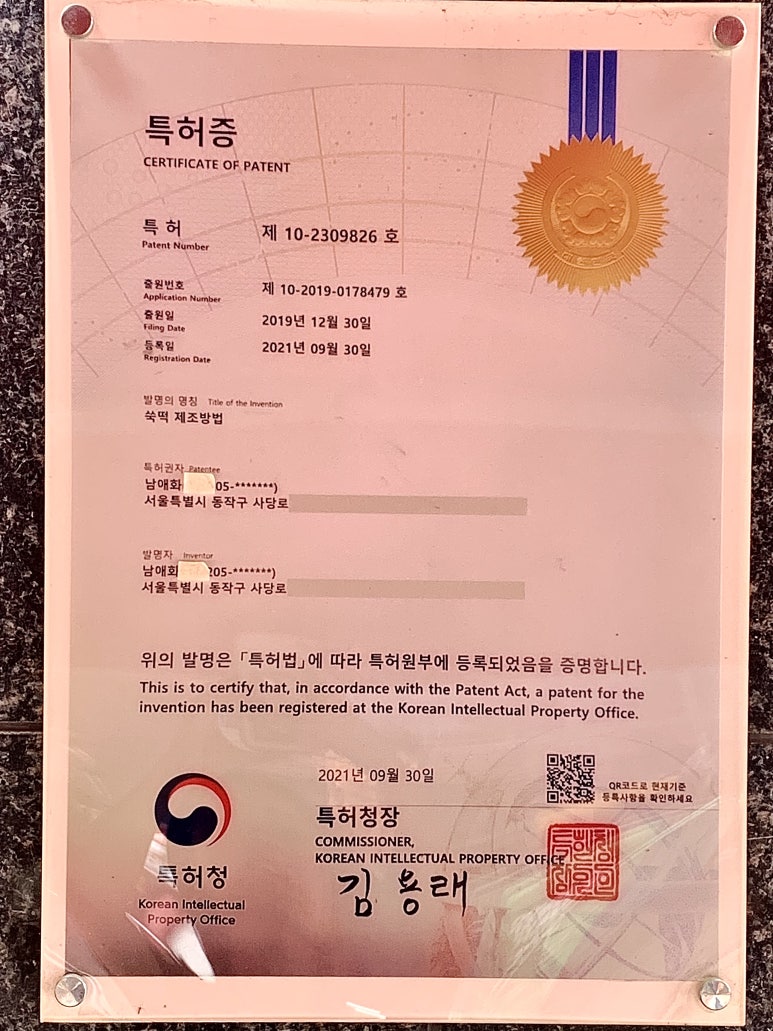 특허증
CERTIFICATE OF PATENT
특 허 제 10-2309826 호
Patent Number
출원번호 제 10-2019-0178479 호
Application Number
출원일 2019년 12월 30일
Filing Date
등록일 2021년 09월 30일
Registration Date
발명의 명칭 Title of the Invention
쑥떡 제조방법
특허권자 Patentee
남애화 05-*******)
서울특별시 동작구 사당로
발명자 Inventor
남애화 205-*******)
서울특별시 동작구 사당로
위의 발명은 「특허법」에 따라 특허원부에 등록되었음을 증명합니다.
This is to certify that, in accordance with the Patent Act, a patent for the
invention has been registered at the Korean Intellectual Property Office.
2021년 09월 30일
QR코드로 현재기준
등록사항을 확인하세요
특허청장
COMMISSIONER,
KOREAN INTELLECTUAL PROPERTY OFFICE
김용래
특허청
Korean Intellectual
Property Office